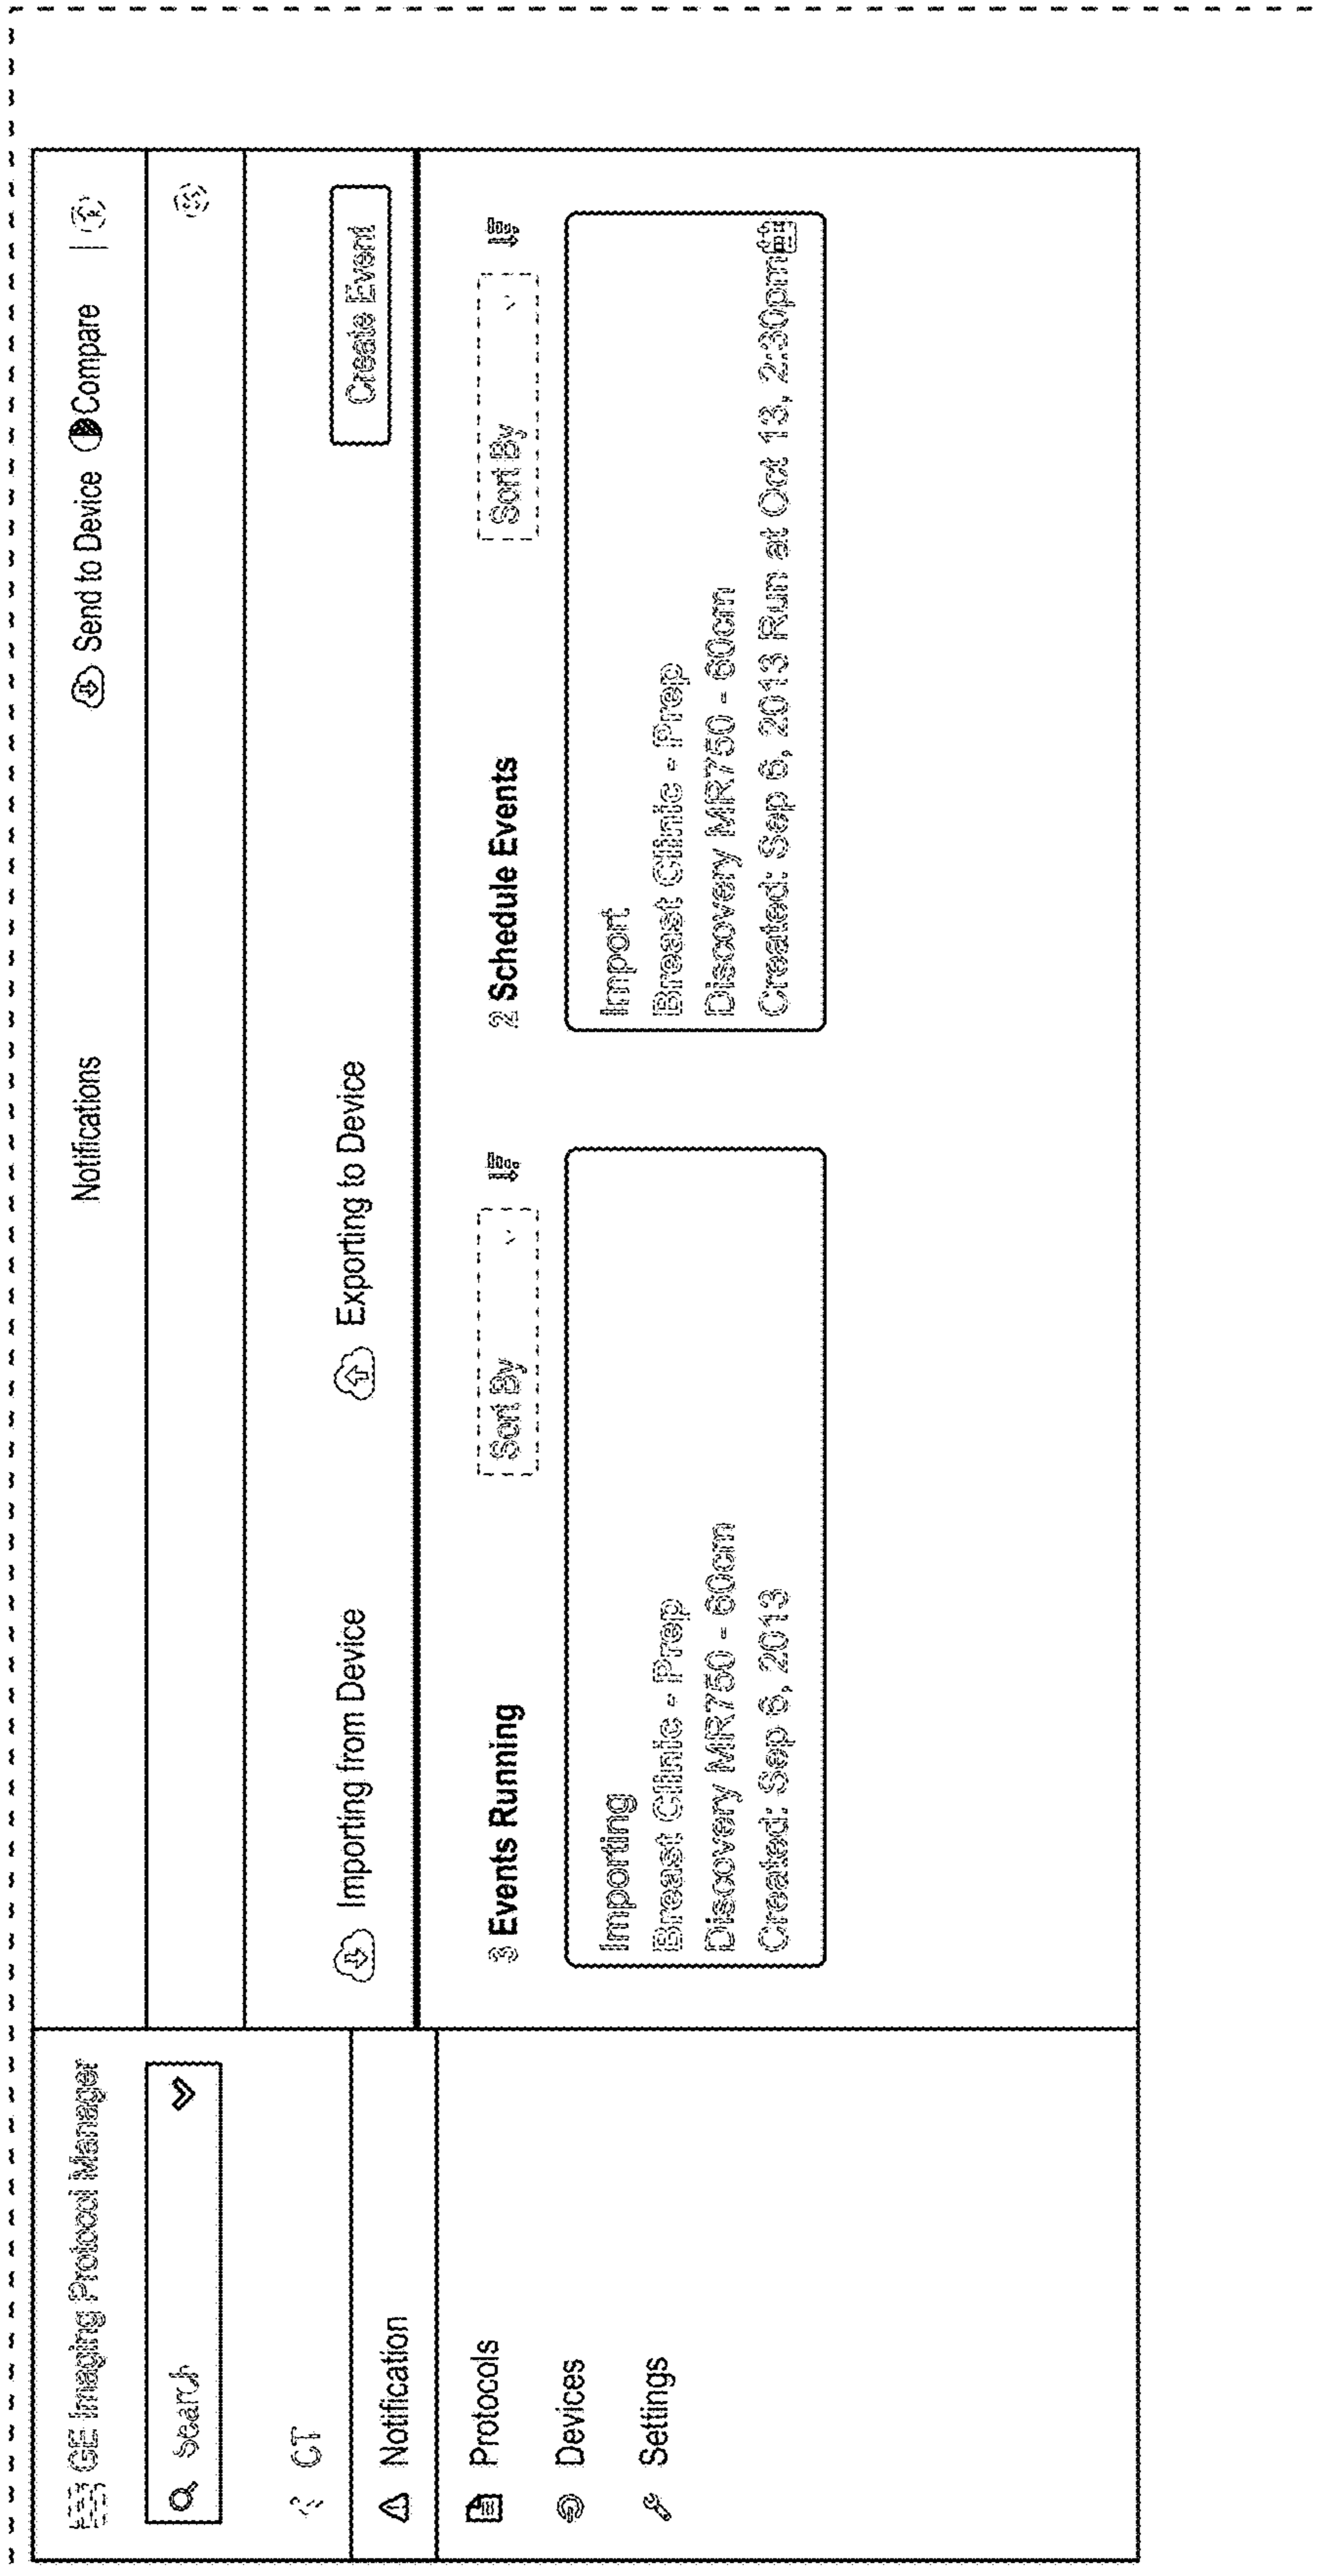 GE Imaging Protocol Manager
Search
CT
Notification
Protocols
Devices
Settings
Notifications
Send to Device Compare
Importing from Device Exporting to Device Create Event
3 Events Running Sort By
Importing
Breast Clinic - Prep
Discovery MR750 - 60cm
Created: Sep 6, 2013
2 Schedule Events Sort By
Import
Breast Clinic - Prep
Discovery MR750 - 60cm
Created: Sep 6, 2013 Run at Oct 13, 2:30pm